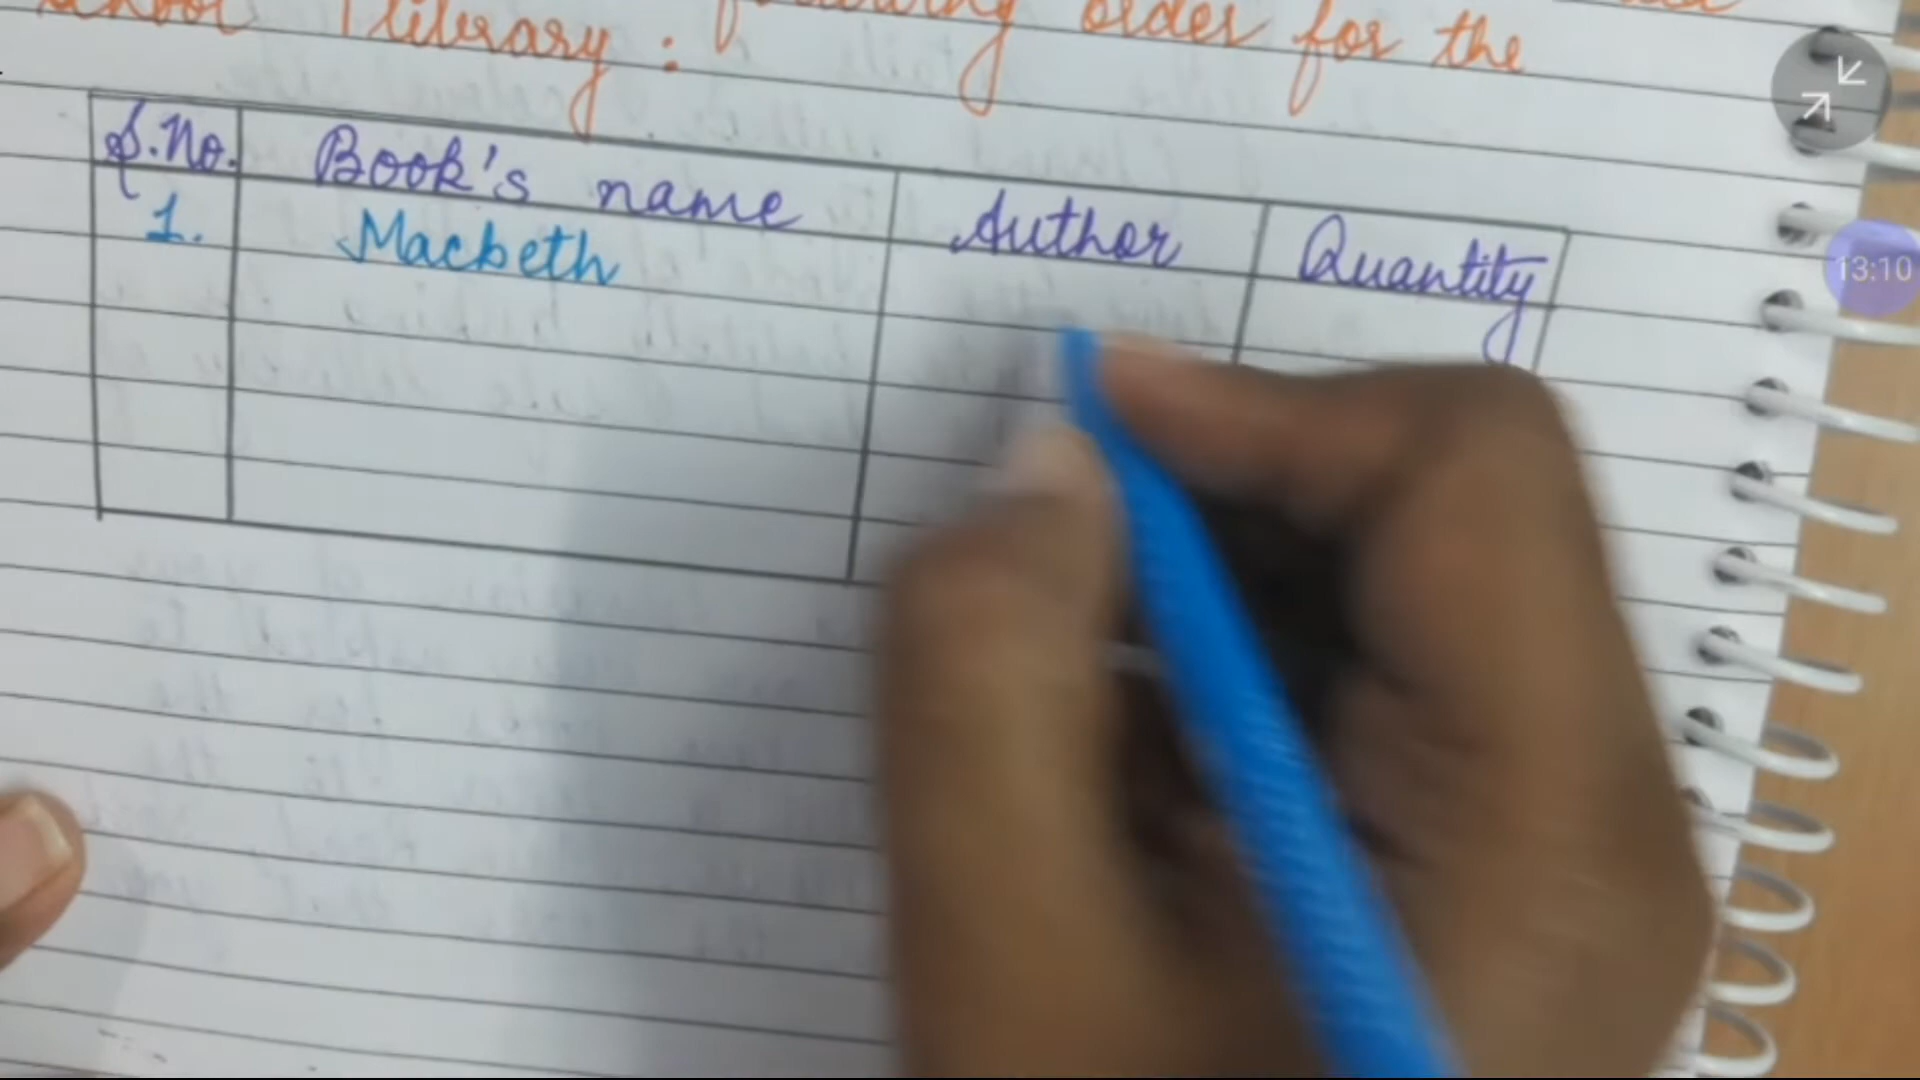 library : following order for the
S.No. Book's name Author Quantity
1. Macbeth
13:10